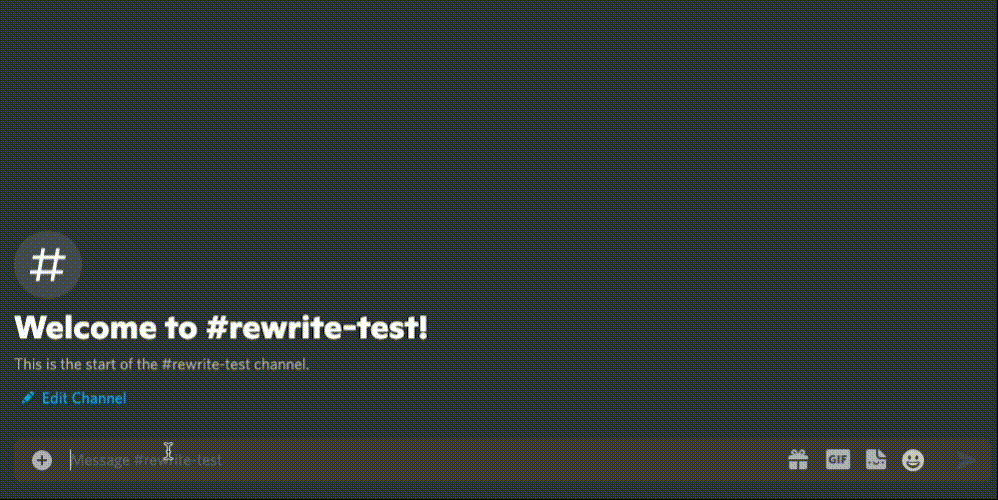 #
Welcome to #rewrite-test!
This is the start of the #rewrite-test channel.
Edit Channel
Message #rewrite-test
GIF